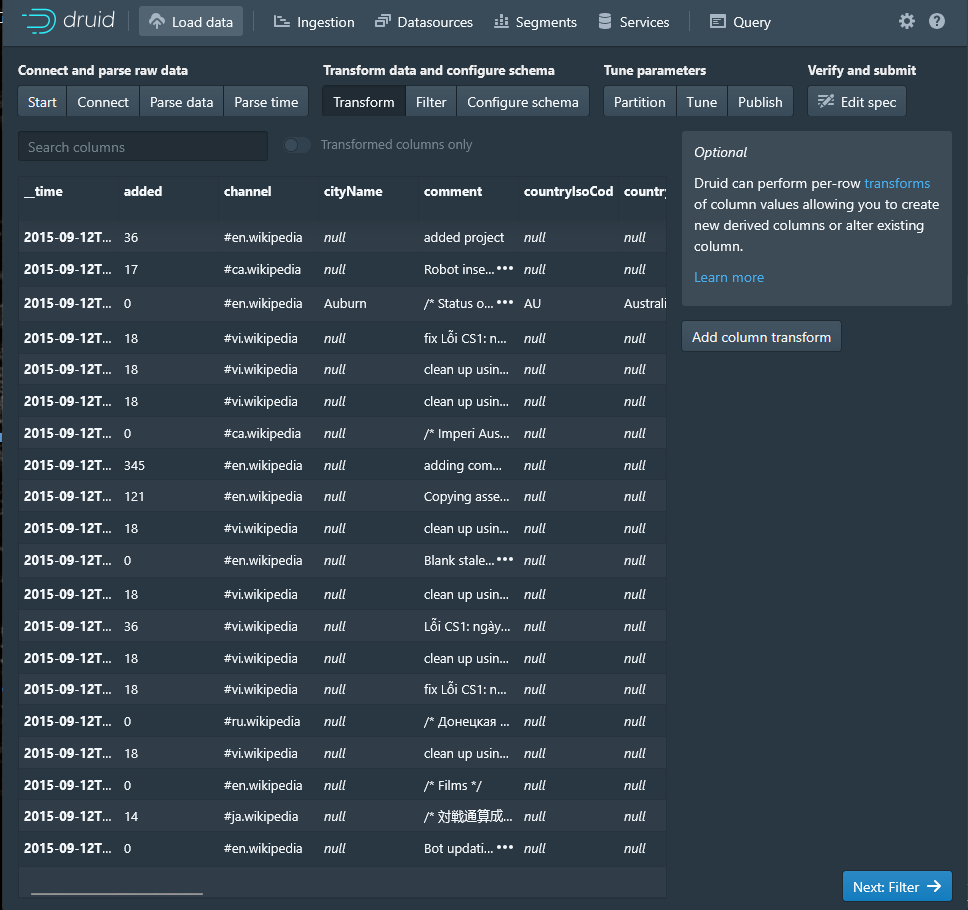 druid Load data Ingestion Datasources Segments Services Query
Connect and parse raw data Transform data and configure schema Tune parameters Verify and submit
Start Connect Parse data Parse time Transform Filter Configure schema Partition Tune Publish Edit spec
Search columns Transformed columns only
Optional
Druid can perform per-row transforms
of column values allowing you to create
new derived columns or alter existing
column.
Learn more
Add column transform
__time added channel cityName comment countryIsoCod country
2015-09-12T... 36 #en.wikipedia null added project null null
2015-09-12T... 17 #ca.wikipedia null Robot inse...••• null null
2015-09-12T... 0 #en.wikipedia Auburn /* Status o...••• AU Australi
2015-09-12T... 18 #vi.wikipedia null fix Lỗi CS1: n... null null
2015-09-12T... 18 #vi.wikipedia null clean up usin... null null
2015-09-12T... 18 #vi.wikipedia null clean up usin... null null
2015-09-12T... 0 #ca.wikipedia null /* Imperi Aus... null null
2015-09-12T... 345 #en.wikipedia null adding com... null null
2015-09-12T... 121 #en.wikipedia null Copying asse... null null
2015-09-12T... 18 #vi.wikipedia null clean up usin... null null
2015-09-12T... 0 #en.wikipedia null Blank stale...••• null null
2015-09-12T... 18 #vi.wikipedia null clean up usin... null null
2015-09-12T... 36 #vi.wikipedia null Lỗi CS1: ngày... null null
2015-09-12T... 18 #vi.wikipedia null clean up usin... null null
2015-09-12T... 18 #vi.wikipedia null fix Lỗi CS1: n... null null
2015-09-12T... 0 #ru.wikipedia null /* Донецкая ... null null
2015-09-12T... 18 #vi.wikipedia null clean up usin... null null
2015-09-12T... 0 #en.wikipedia null /* Films */ null null
2015-09-12T... 14 #ja.wikipedia null /* 対戦通算成... null null
2015-09-12T... 0 #en.wikipedia null Bot updati...••• null null
Next: Filter